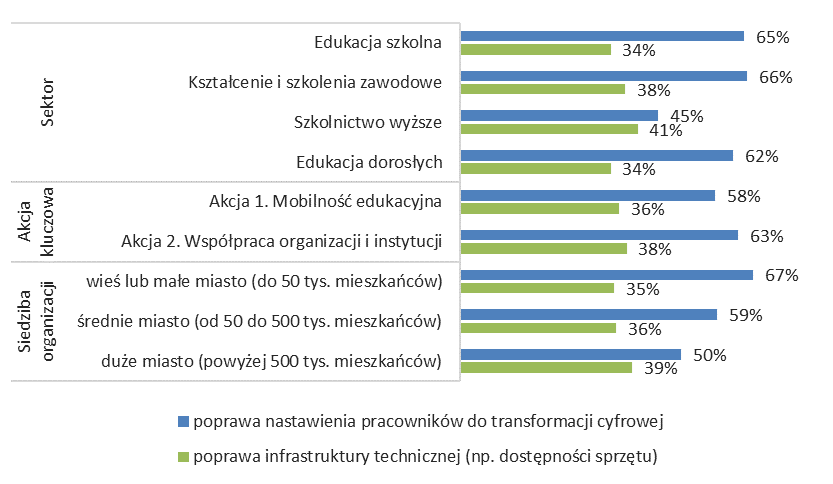 Sektor
Edukacja szkolna
65%
34%
Kształcenie i szkolenia zawodowe
66%
38%
Szkolnictwo wyższe
45%
41%
Edukacja dorosłych
62%
34%
Akcja
kluczowa
Akcja 1. Mobilność edukacyjna
58%
36%
Akcja 2. Współpraca organizacji i instytucji
63%
38%
Siedziba
organizacji
wieś lub małe miasto (do 50 tys. mieszkańców)
67%
35%
średnie miasto (od 50 do 500 tys. mieszkańców)
59%
36%
duże miasto (powyżej 500 tys. mieszkańców)
50%
39%
poprawa nastawienia pracowników do transformacji cyfrowej
poprawa infrastruktury technicznej (np. dostępności sprzętu)